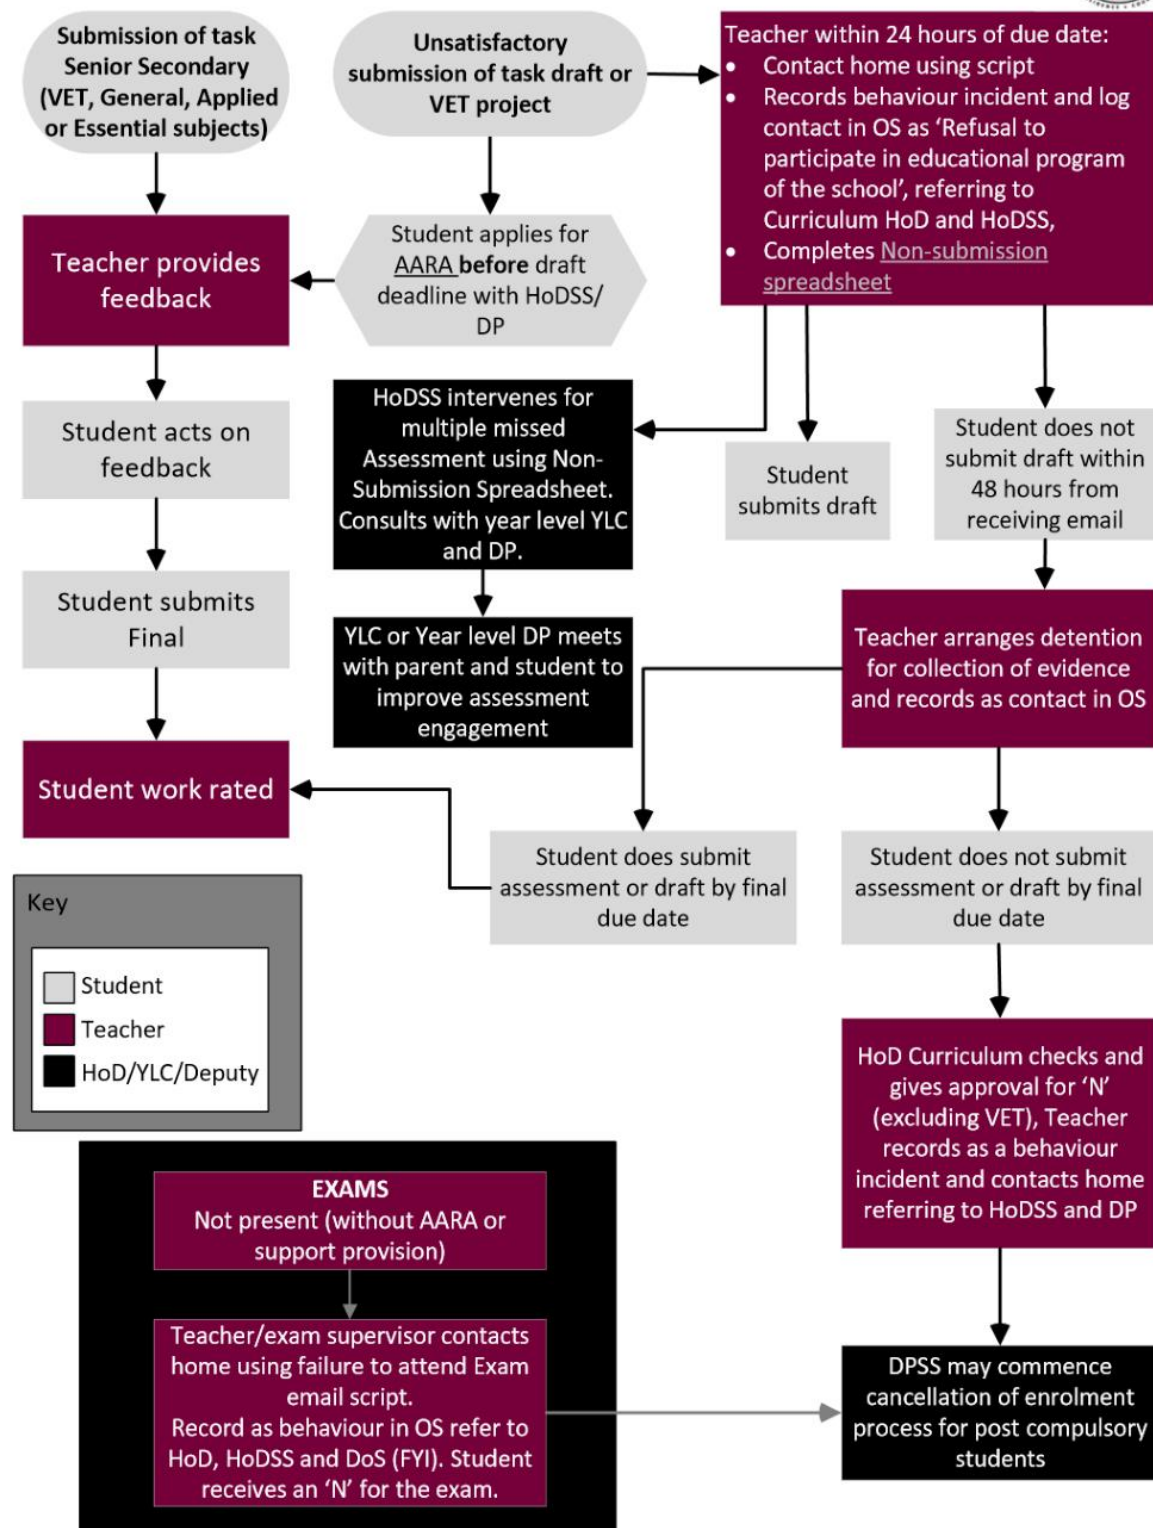 Submission of task
Senior Secondary
(VET, General, Applied
or Essential subjects)
Unsatisfactory
submission of task draft or
VET project
Teacher within 24 hours of due date:
• Contact home using script
• Records behaviour incident and log
contact in OS as ‘Refusal to
participate in educational program
of the school’, referring to
Curriculum HoD and HoDSS,
• Completes Non-submission
spreadsheet
Teacher provides
feedback
Student applies for
AARA before draft
deadline with HoDSS/
DP
HoDSS intervenes for
multiple missed
Assessment using Non-
Submission Spreadsheet.
Consults with year level YLC
and DP.
Student acts on
feedback
Student
submits draft
Student does not
submit draft within
48 hours from
receiving email
Student submits
Final
YLC or Year level DP meets
with parent and student to
improve assessment
engagement
Teacher arranges detention
for collection of evidence
and records as contact in OS
Student work rated
Student does submit
assessment or draft by final
due date
Student does not submit
assessment or draft by final
due date
Key
Student
Teacher
HoD/YLC/Deputy
HoD Curriculum checks and
gives approval for ‘N’
(excluding VET), Teacher
records as a behaviour
incident and contacts home
referring to HoDSS and DP
EXAMS
Not present (without AARA or
support provision)
Teacher/exam supervisor contacts
home using failure to attend Exam
email script.
Record as behaviour in OS refer to
HoD, HoDSS and DoS (FYI). Student
receives an ‘N’ for the exam.
DPSS may commence
cancellation of enrolment
process for post compulsory
students